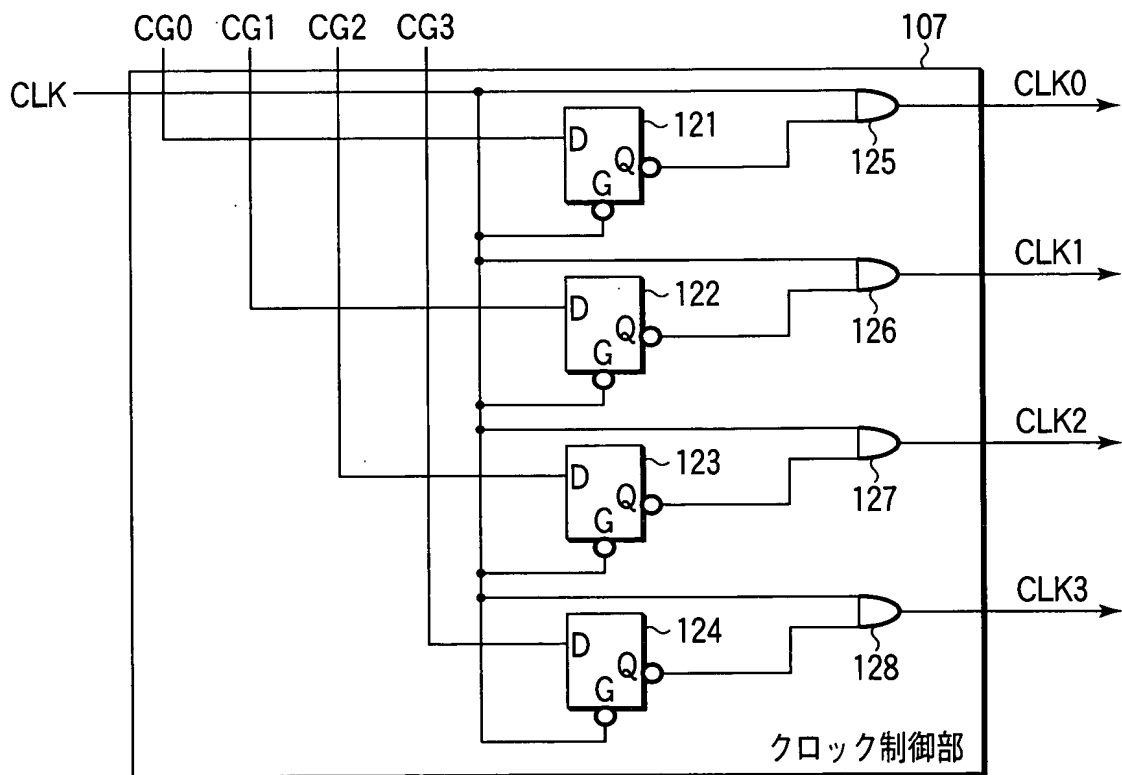 CG0 CG1 CG2 CG3
107
CLK
CLK0
D
Q
G
121
125
CLK1
D
Q
G
122
126
CLK2
D
Q
G
123
127
CLK3
D
Q
G
124
128
クロック制御部